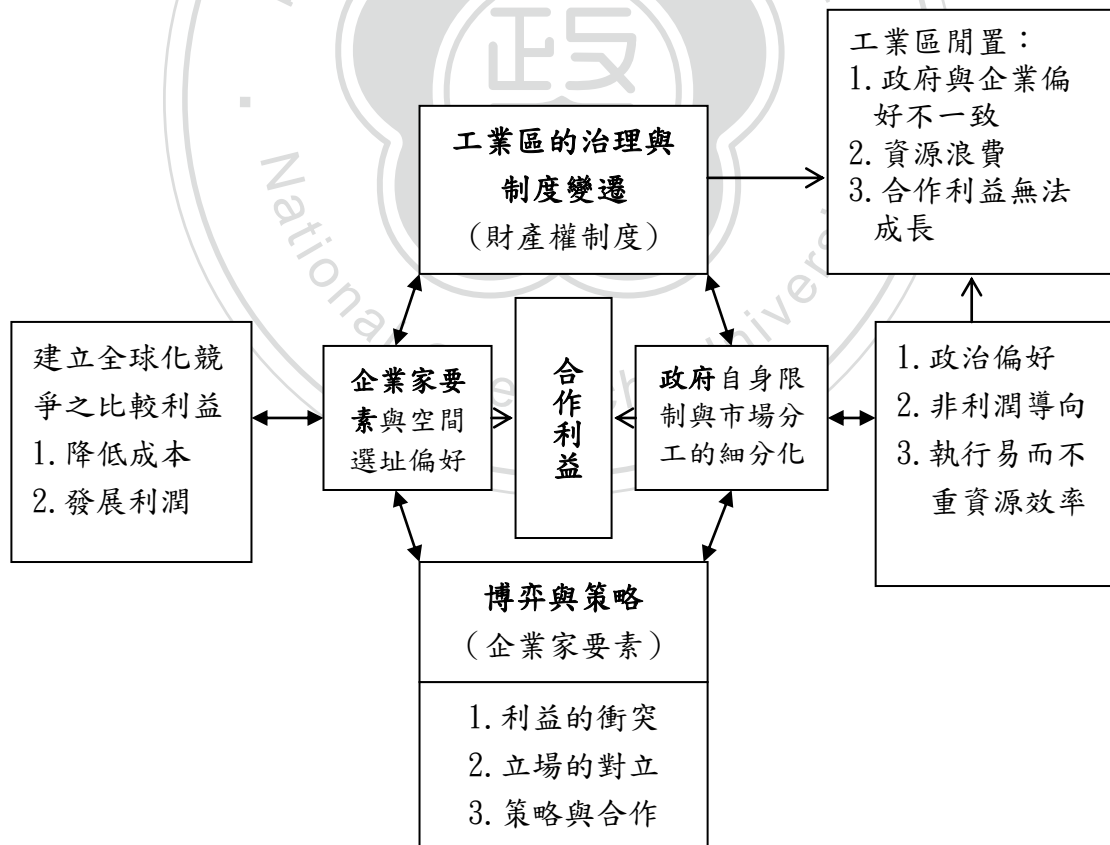 工業區閒置：
1.政府與企業偏
好不一致
2.資源浪費
3.合作利益無法
成長
工業區的治理與
制度變遷
（財產權制度）
建立全球化競
爭之比較利益
1.降低成本
2.發展利潤
企業家要
素與空間
選址偏好
合
作
利
益
政府自身限
制與市場分
工的細分化
1.政治偏好
2.非利潤導向
3.執行易而不
重資源效率
博弈與策略
（企業家要素）
1.利益的衝突
2.立場的對立
3.策略與合作
政
Nationa
niversi